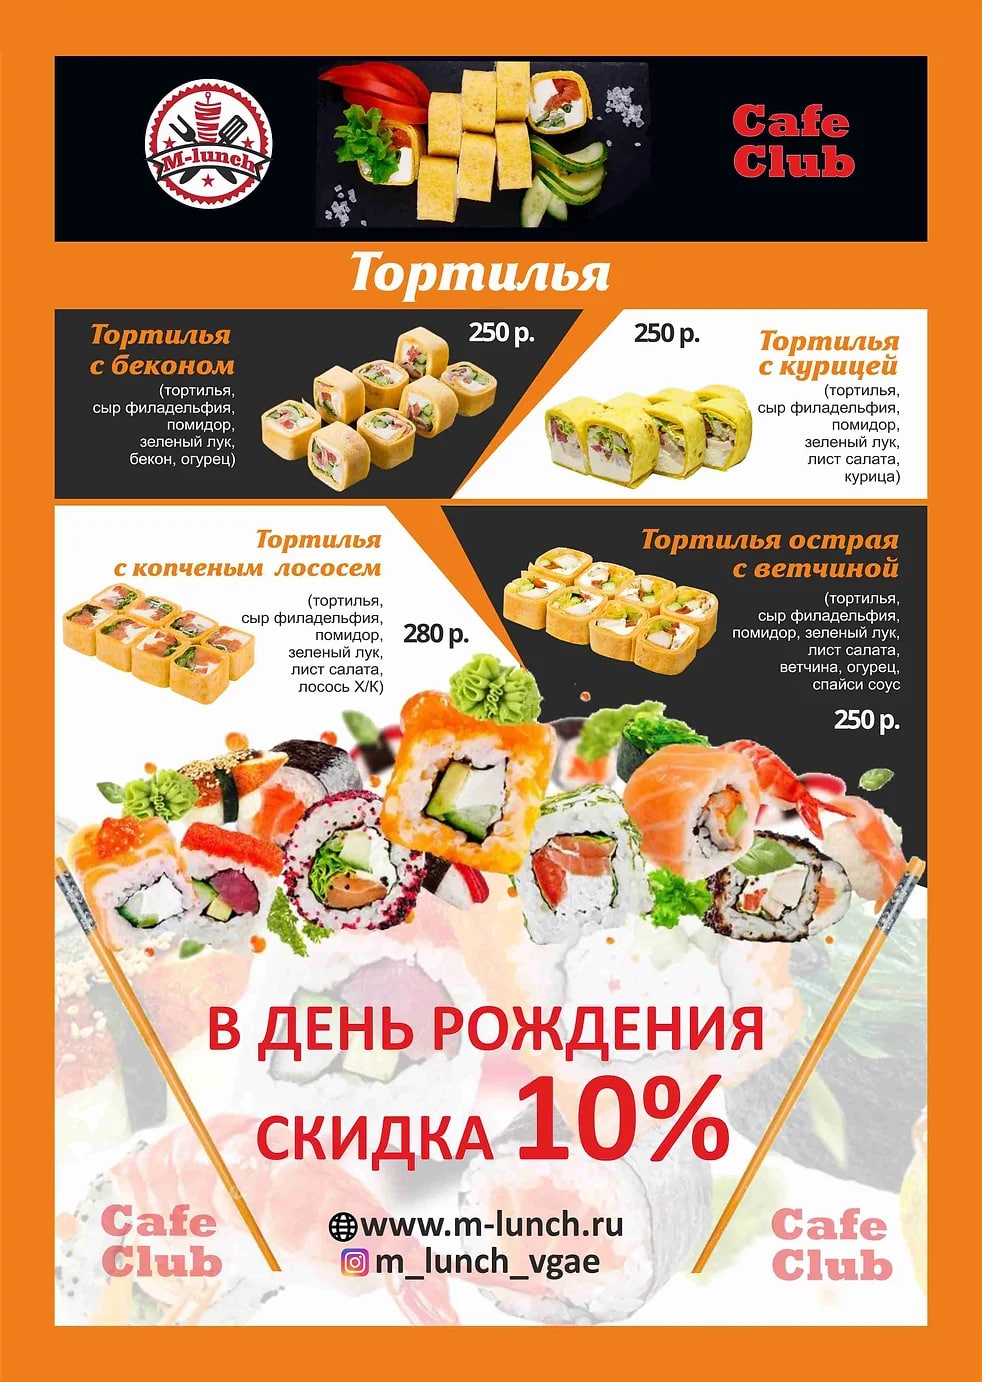 M-lunch
Cafe
Club
Тортилья
Тортилья
с беконом
(тортилья,
сыр филадельфия,
помидор,
зеленый лук,
бекон, огурец)
250 р.
250 р.
Тортилья
с курицей
(тортилья,
сыр филадельфия,
помидор,
зеленый лук,
лист салата,
курица)
Тортилья
с копченым лососем
(тортилья,
сыр филадельфия,
помидор,
зеленый лук,
лист салата,
лосось Х/К)
280 р.
Тортилья острая
с ветчиной
(тортилья,
сыр филадельфия,
помидор, зеленый лук,
лист салата,
ветчина, огурец,
спайси соус
250 р.
В ДЕНЬ РОЖДЕНИЯ
СКИДКА 10%
Cafe
Club
www.m-lunch.ru
m_lunch_vgae
Cafe
Club